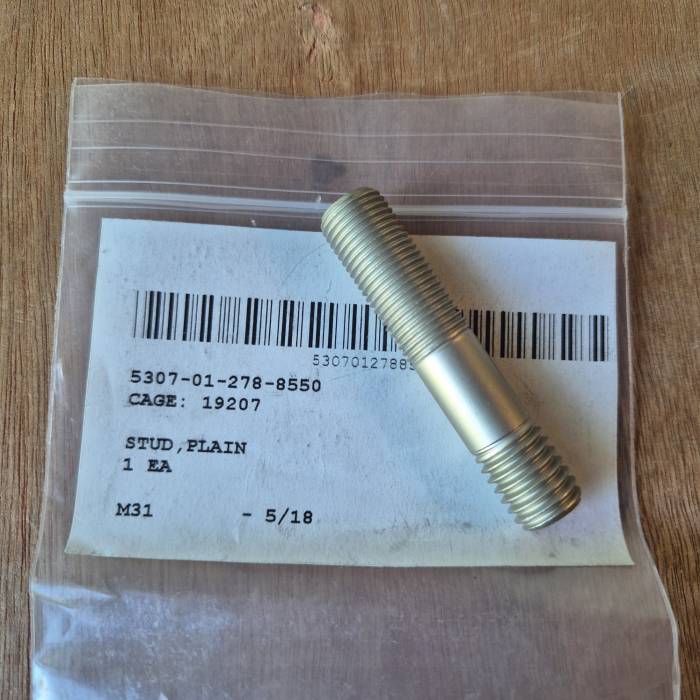 53070127885
5307-01-278-8550
CAGE: 19207
STUD,PLAIN
1 EA
M31 - 5/18